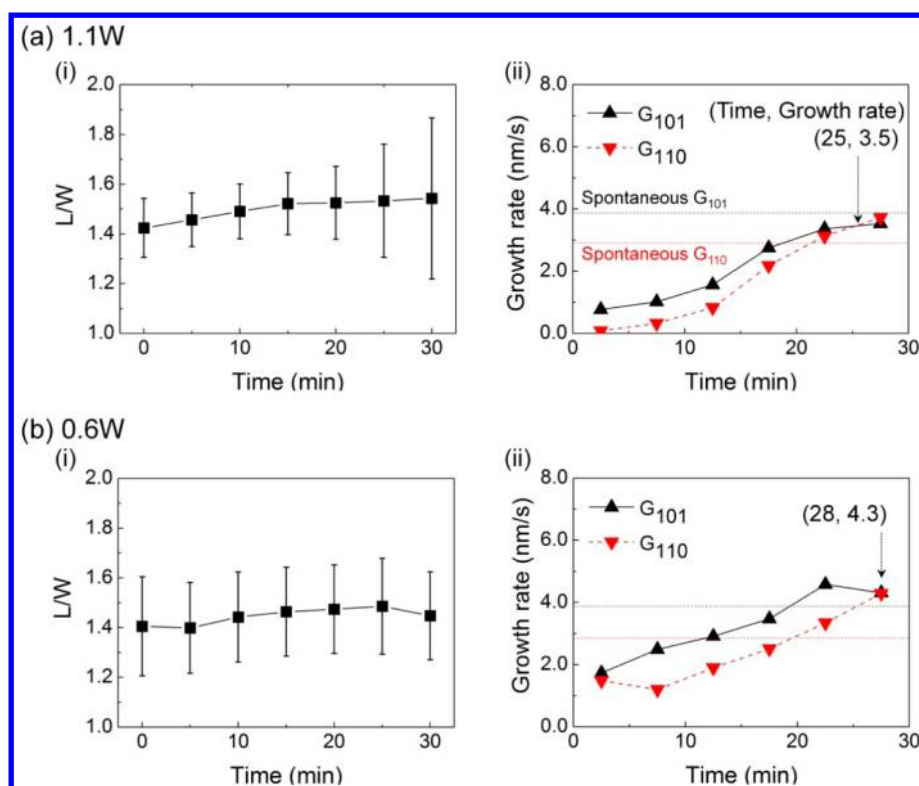 (a) 1.1W
(i)
2.0
1.8
1.6
1.4
1.2
1.0
L/W
0
10
20
30
Time (min)
(ii)
8.0
6.0
4.0
2.0
0.0
Growth rate (nm/s)
G101
G110
(Time, Growth rate)
(25, 3.5)
Spontaneous G101
Spontaneous G110
0
10
20
30
Time (min)
(b) 0.6W
(i)
2.0
1.8
1.6
1.4
1.2
1.0
L/W
0
10
20
30
Time (min)
(ii)
8.0
6.0
4.0
2.0
0.0
Growth rate (nm/s)
G101
G110
(28, 4.3)
0
10
20
30
Time (min)